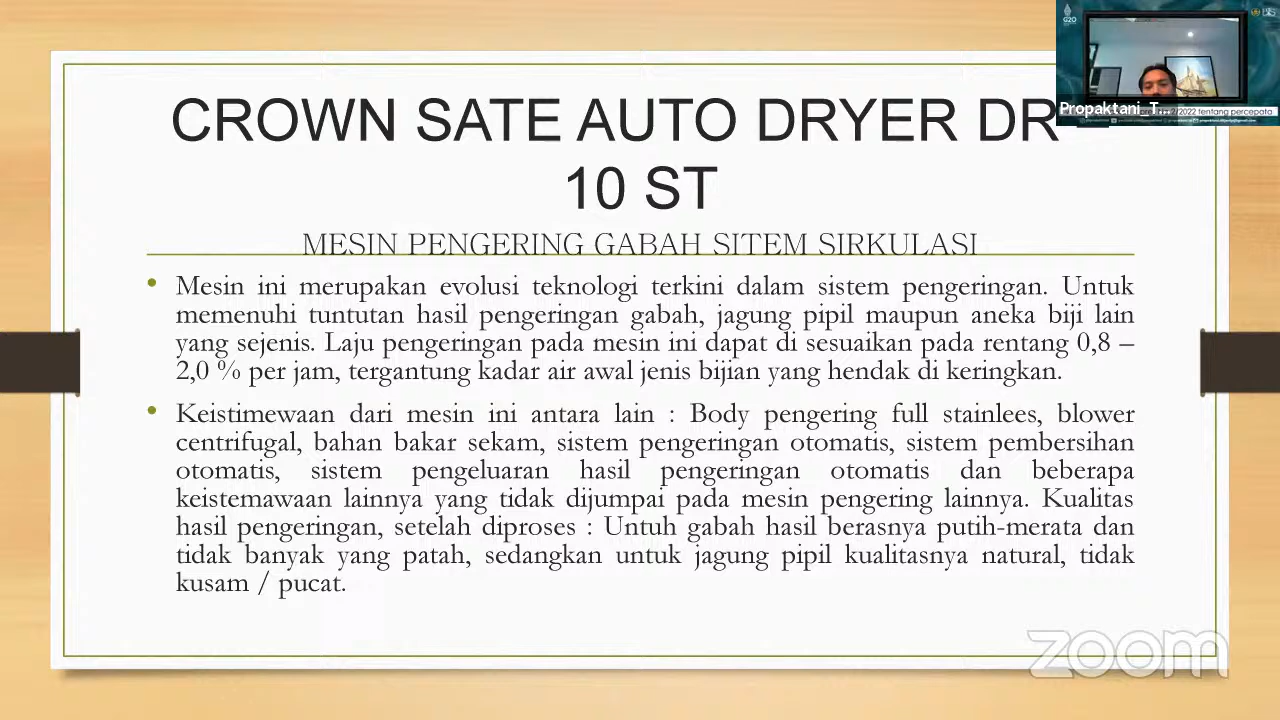 CROWN SATE AUTO DRYER DR
10 ST
MESIN PENGERING GABAH SITEM SIRKULASI
• Mesin ini merupakan evolusi teknologi terkini dalam sistem pengeringan. Untuk
memenuhi tuntutan hasil pengeringan gabah, jagung pipil maupun aneka biji lain
yang sejenis. Laju pengeringan pada mesin ini dapat di sesuaikan pada rentang 0,8 –
2,0 % per jam, tergantung kadar air awal jenis bijian yang hendak di keringkan.
• Keistimewaan dari mesin ini antara lain : Body pengering full stainlees, blower
centrifugal, bahan bakar sekam, sistem pengeringan otomatis, sistem pembersihan
otomatis, sistem pengeluaran hasil pengeringan otomatis dan beberapa
keistemawaan lainnya yang tidak dijumpai pada mesin pengering lainnya. Kualitas
hasil pengeringan, setelah diproses : Untuh gabah hasil berasnya putih-merata dan
tidak banyak yang patah, sedangkan untuk jagung pipil kualitasnya natural, tidak
kusam / pucat.
G20
Propaktani_T...
2/2022 tentang percepata
zoom